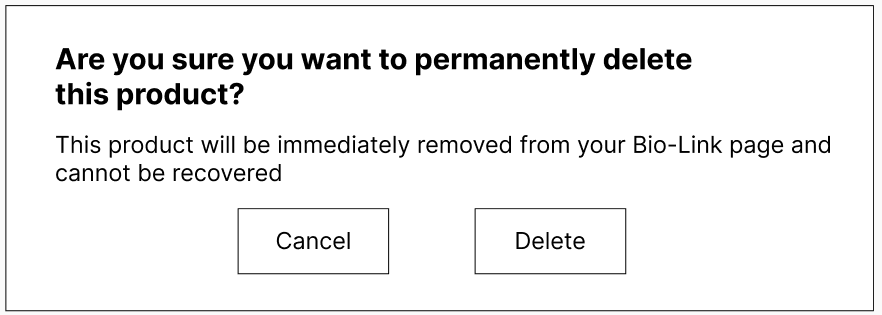 Are you sure you want to permanently delete
this product?
This product will be immediately removed from your Bio-Link page and
cannot be recovered
Cancel Delete